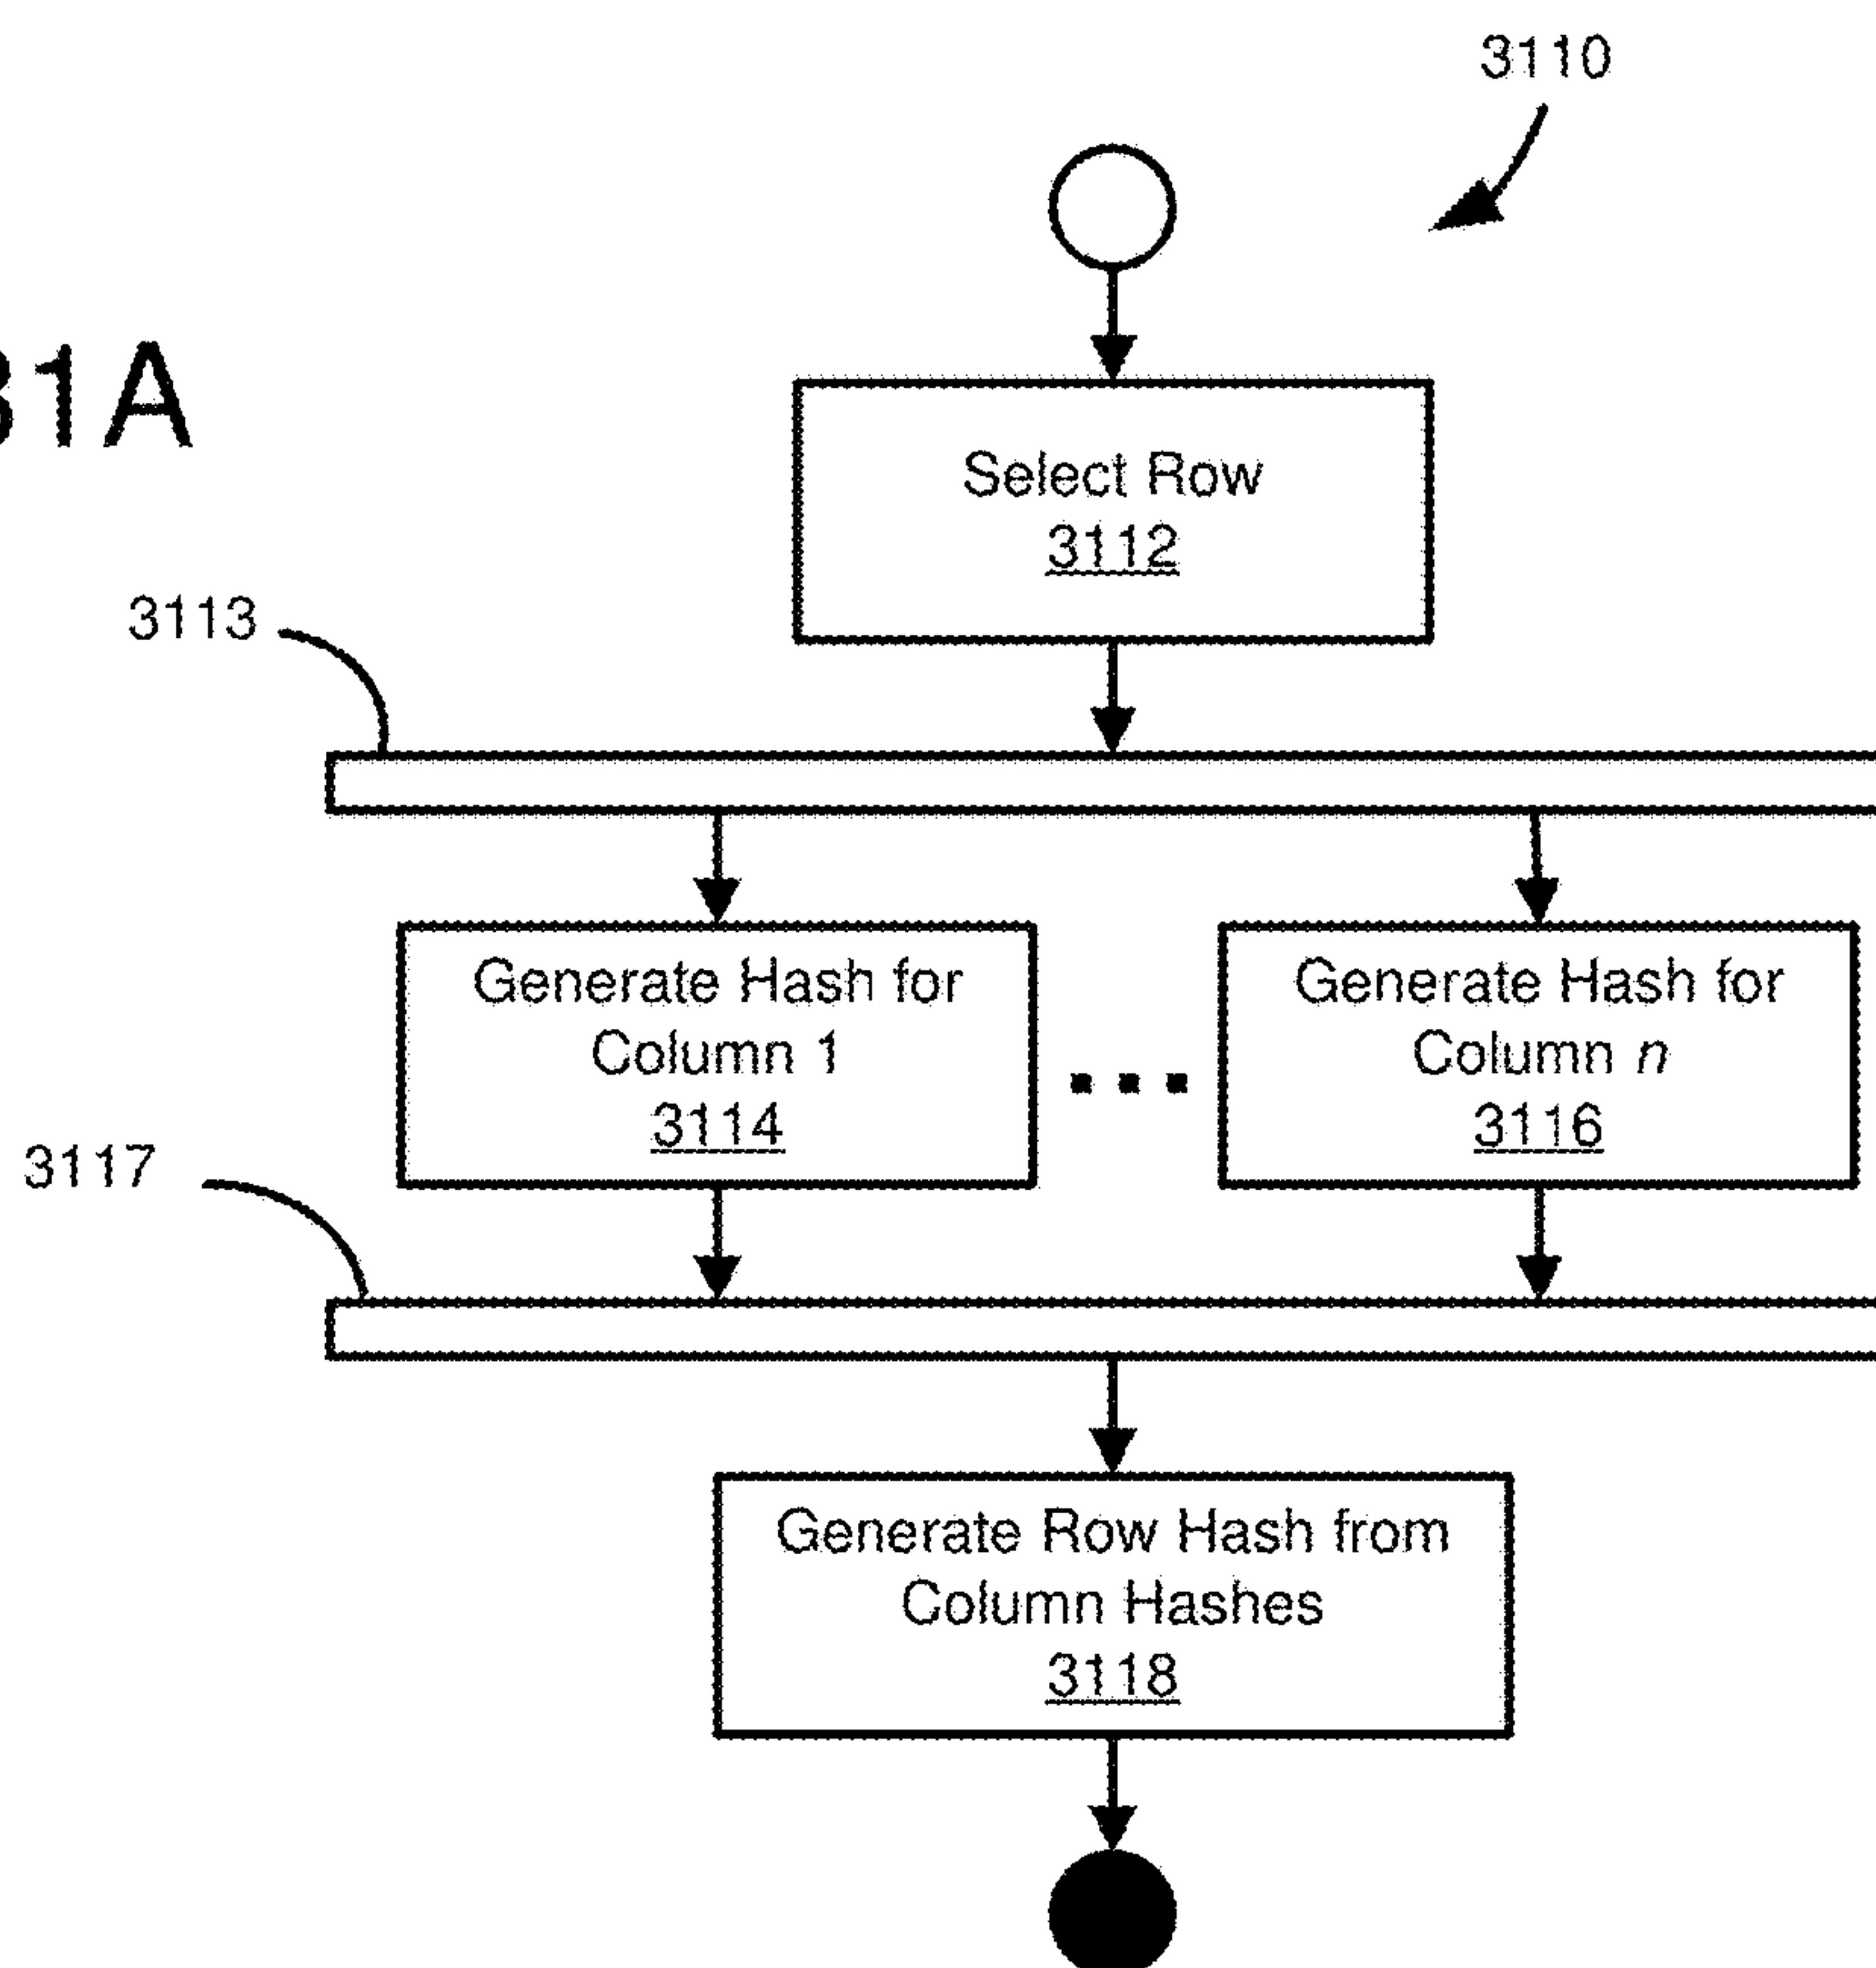 3110
31A
Select Row
3112
3113
Generate Hash for
Column 1
3114
Generate Hash for
Column n
3116
3117
Generate Row Hash from
Column Hashes
3118